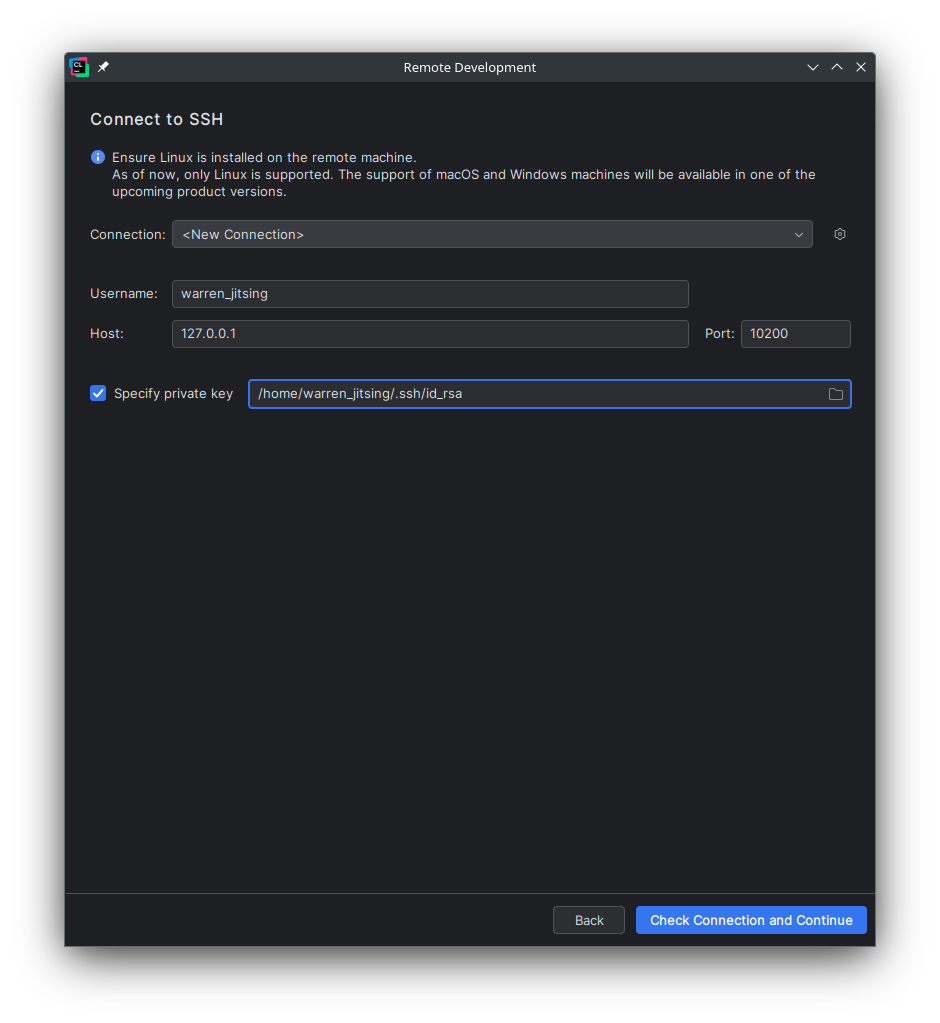 CL
Remote Development
Connect to SSH
Ensure Linux is installed on the remote machine.
As of now, only Linux is supported. The support of macOS and Windows machines will be available in one of the
upcoming product versions.
Connection: <New Connection>
Username: warren_jitsing
Host: 127.0.0.1 Port: 10200
Specify private key /home/warren_jitsing/.ssh/id_rsa
Back Check Connection and Continue